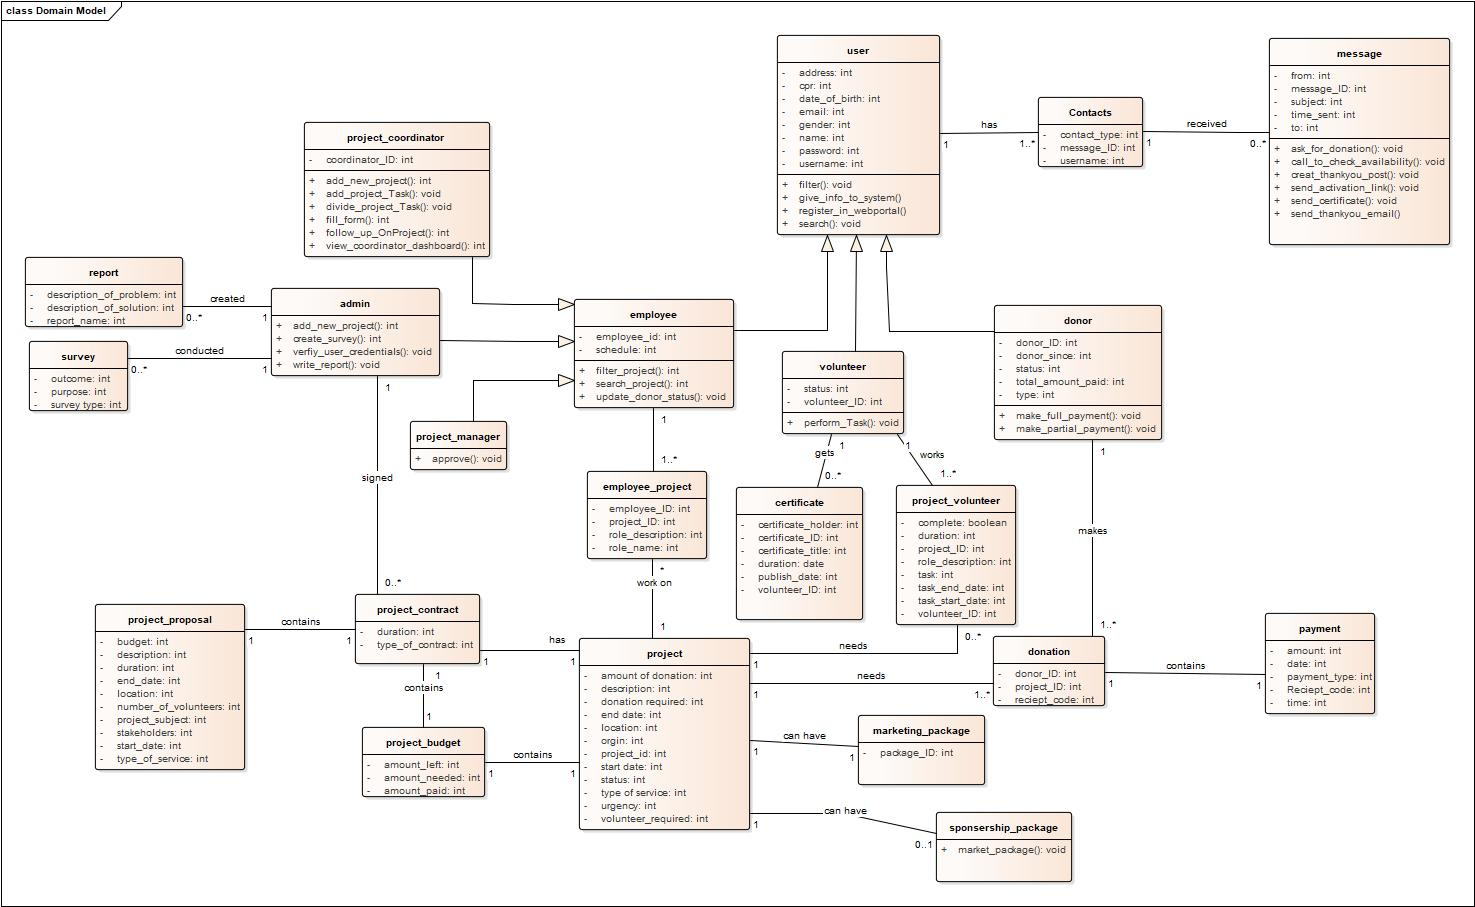 class Domain Model
user
- address: int
- cpr: int
- date_of_birth: int
- email: int
- gender: int
- name: int
- password: int
- username: int
+ filter(): void
+ give_info_to_system()
+ register_in_webportal()
+ search(): void
has
1
1..*
Contacts
- contact_type: int
- message_ID: int
- username: int
received
1
0..*
message
- from: int
- message_ID: int
- subject: int
- time_sent: int
- to: int
+ ask_for_donation(): void
+ call_to_check_availability(): void
+ creat_thankyou_post(): void
+ send_activation_link(): void
+ send_certificate(): void
+ send_thankyou_email()
project_coordinator
- coordinator_ID: int
+ add_new_project(): int
+ add_project_Task(): void
+ divide_project_Task(): void
+ fill_form(): int
+ follow_up_OnProject(): int
+ view_coordinator_dashboard(): int
report
- description_of_problem: int
- description_of_solution: int
- report_name: int
created
0..*
1
admin
+ add_new_project(): int
+ create_survey(): int
+ verfiy_user_credentials(): void
+ write_report(): void
survey
- outcome: int
- purpose: int
- survey type: int
conducted
0..*
1
employee
- employee_id: int
- schedule: int
+ filter_project(): int
+ search_project(): int
+ update_donor_status(): void
project_manager
+ approve(): void
volunteer
- status: int
- volunteer_ID: int
+ perform_Task(): void
donor
- donor_ID: int
- donor_since: int
- status: int
- total_amount_paid: int
- type: int
+ make_full_payment(): void
+ make_partial_payment(): void
1
signed
0..*
1
1..*
employee_project
- employee_ID: int
- project_ID: int
- role_description: int
- role_name: int
*
work on
1
1
gets
0..*
certificate
- certificate_holder: int
- certificate_ID: int
- certificate_title: int
- duration: date
- publish_date: int
- volunteer_ID: int
1
works
1..*
project_volunteer
- complete: boolean
- duration: int
- project_ID: int
- role_description: int
- task: int
- task_end_date: int
- task_start_date: int
- volunteer_ID: int
1
makes
1..*
project_proposal
- budget: int
- description: int
- duration: int
- end_date: int
- location: int
- number_of_volunteers: int
- project_subject: int
- stakeholders: int
- start_date: int
- type_of_service: int
contains
1
1
project_contract
- duration: int
- type_of_contract: int
has
1
1
1
contains
1
project_budget
- amount_left: int
- amount_needed: int
- amount_paid: int
contains
1
1
project
- amount of donation: int
- description: int
- donation required: int
- end date: int
- location: int
- orgin: int
- project_id: int
- start date: int
- status: int
- type of service: int
- urgency: int
- volunteer_required: int
needs
1
0..*
needs
1
1..*
donation
- donor_ID: int
- project_ID: int
- reciept_code: int
contains
1
1
payment
- amount: int
- date: int
- payment_type: int
- Reciept_code: int
- time: int
can have
1
1
marketing_package
- package_ID: int
can have
1
0..1
sponsership_package
+ market_package(): void